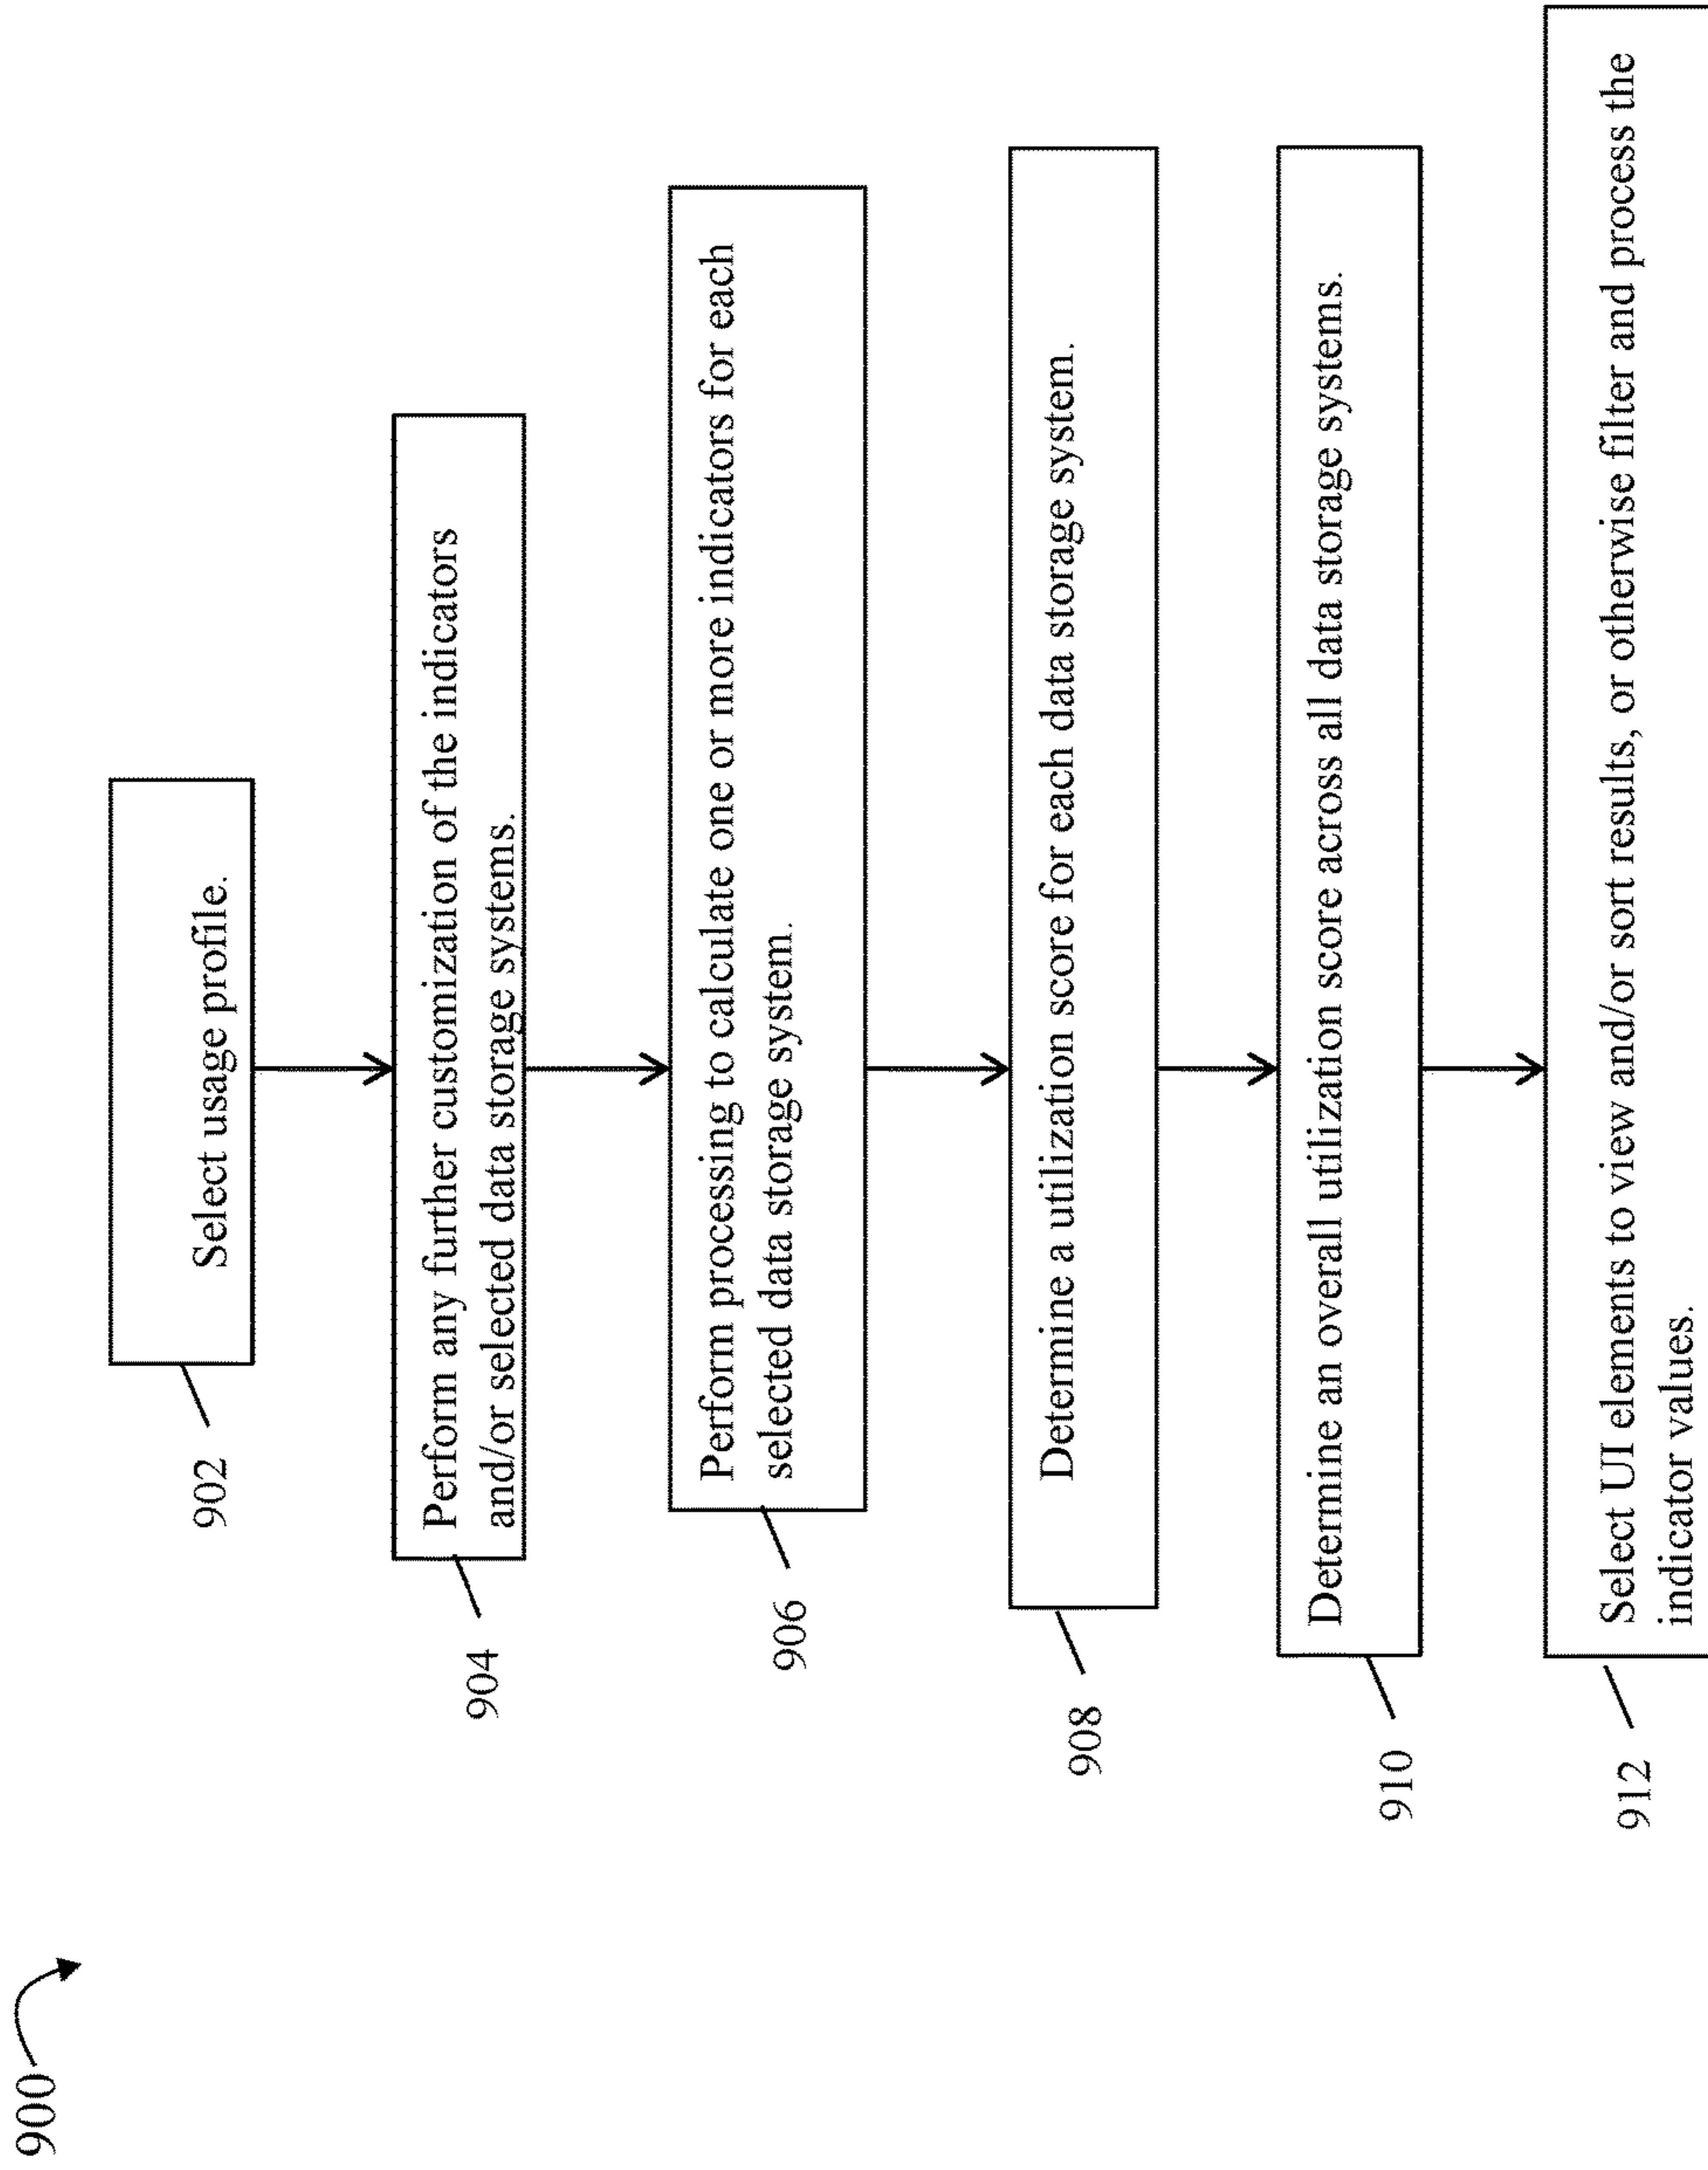 900
902
Select usage profile.
904
Perform any further customization of the indicators
and/or selected data storage systems.
906
Perform processing to calculate one or more indicators for each
selected data storage system.
908
Determine a utilization score for each data storage system.
910
Determine an overall utilization score across all data storage systems.
912
Select UI elements to view and/or sort results, or otherwise filter and process the
indicator values.